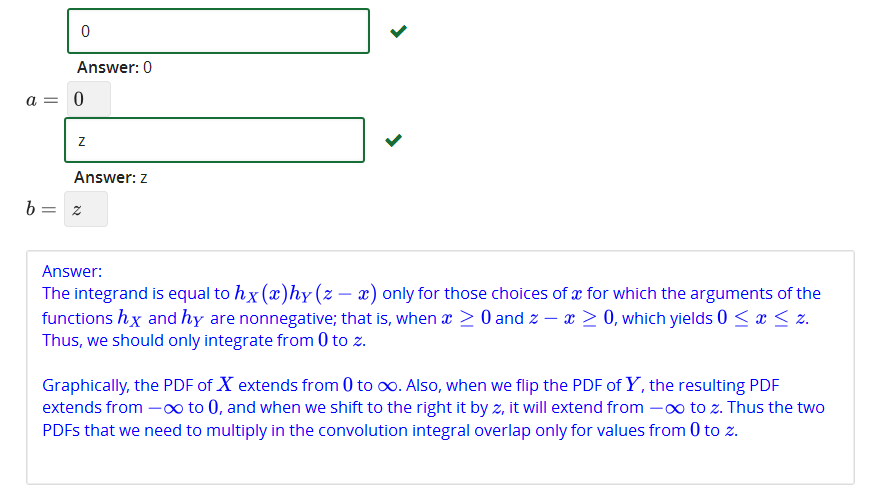 0
Answer: 0
a = 0
z
Answer: z
b = z
Answer:
The integrand is equal to h_X(x)h_Y(z − x) only for those choices of x for which the arguments of the
functions h_X and h_Y are nonnegative; that is, when x ≥ 0 and z − x ≥ 0, which yields 0 ≤ x ≤ z.
Thus, we should only integrate from 0 to z.
Graphically, the PDF of X extends from 0 to ∞. Also, when we flip the PDF of Y, the resulting PDF
extends from −∞ to 0, and when we shift to the right it by z, it will extend from −∞ to z. Thus the two
PDFs that we need to multiply in the convolution integral overlap only for values from 0 to z.